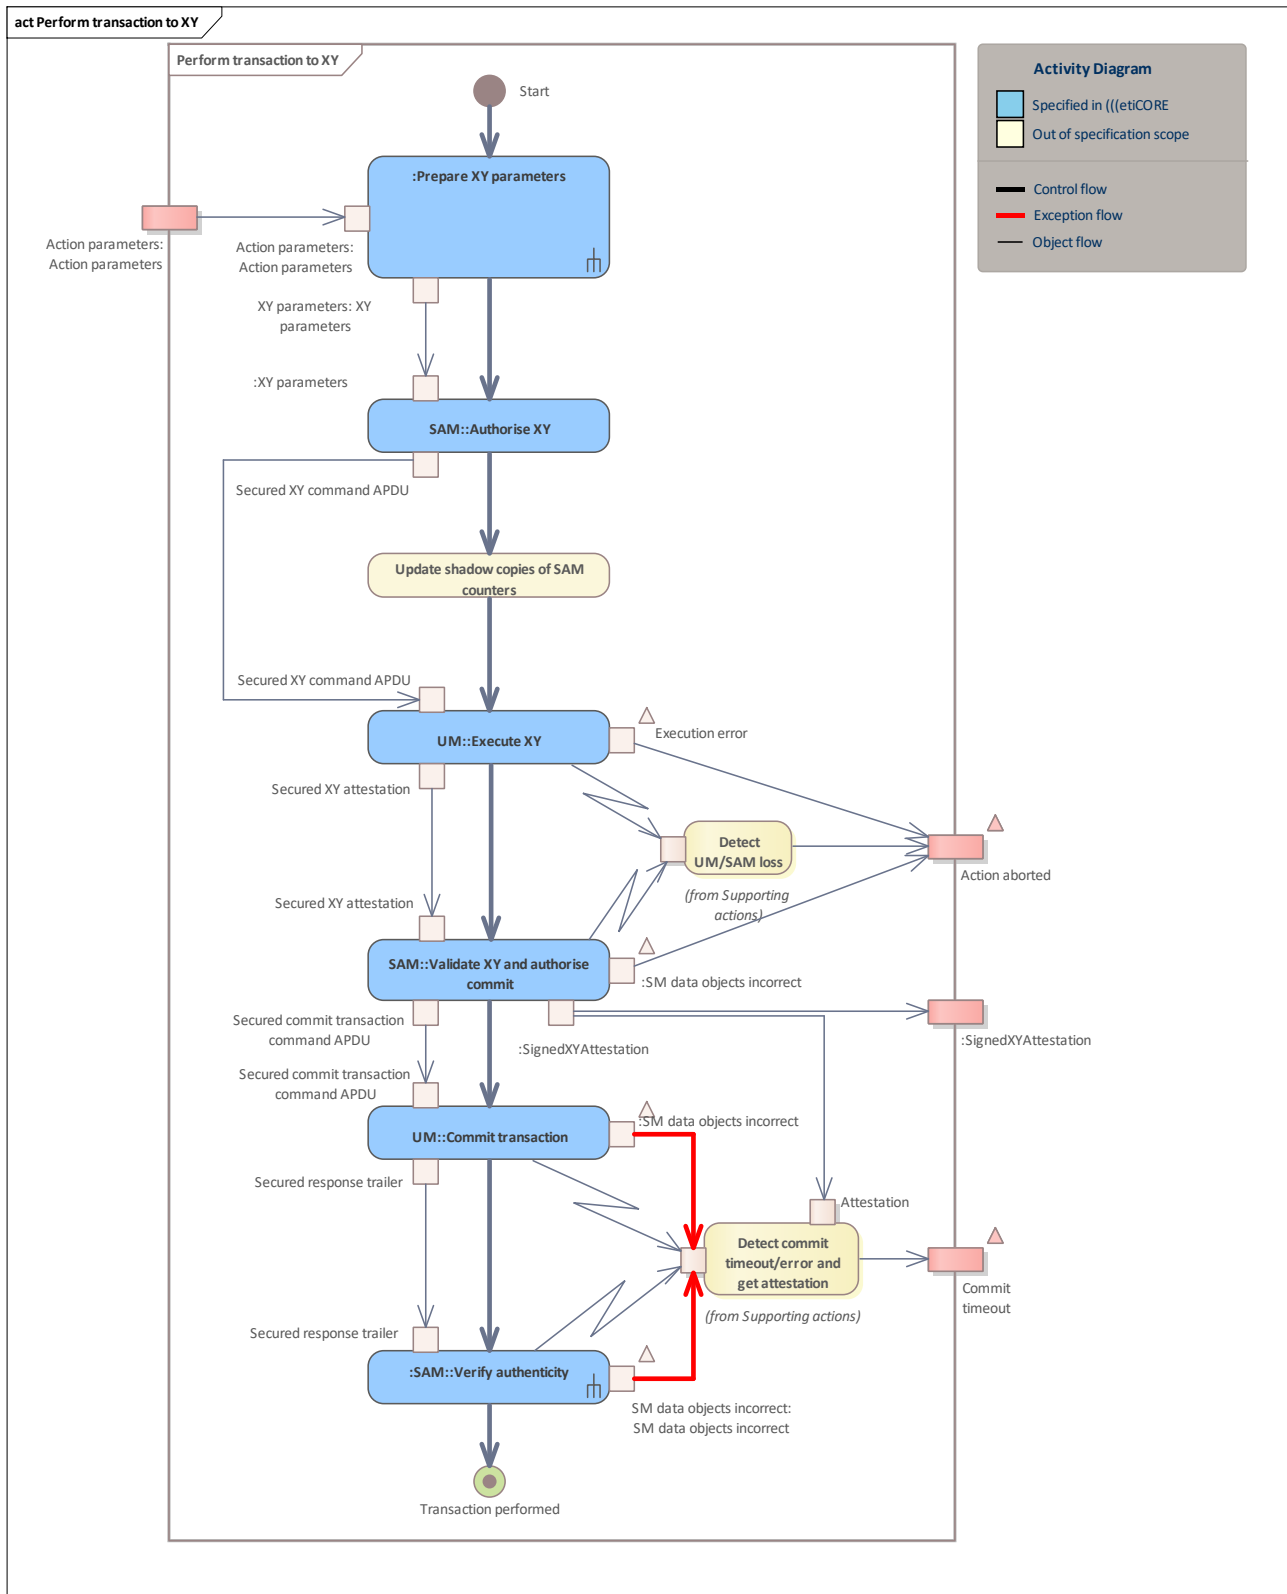 act Perform transaction to XY
Perform transaction to XY
Start
Activity Diagram
Specified in (((etiCORE
Out of specification scope
Control flow
Exception flow
Object flow
:Prepare XY parameters
Action parameters:
Action parameters
Action parameters:
Action parameters
XY parameters: XY
parameters
:XY parameters
SAM::Authorise XY
Secured XY command APDU
Update shadow copies of SAM
counters
Secured XY command APDU
UM::Execute XY
Execution error
Secured XY attestation
Detect
UM/SAM loss
(from Supporting
actions)
Action aborted
Secured XY attestation
SAM::Validate XY and authorise
commit
:SM data objects incorrect
Secured commit transaction
command APDU
:SignedXYAttestation
:SignedXYAttestation
Secured commit transaction
command APDU
UM::Commit transaction
:SM data objects incorrect
Secured response trailer
Attestation
Detect commit
timeout/error and
get attestation
(from Supporting actions)
Commit
timeout
Secured response trailer
:SAM::Verify authenticity
SM data objects incorrect:
SM data objects incorrect
Transaction performed